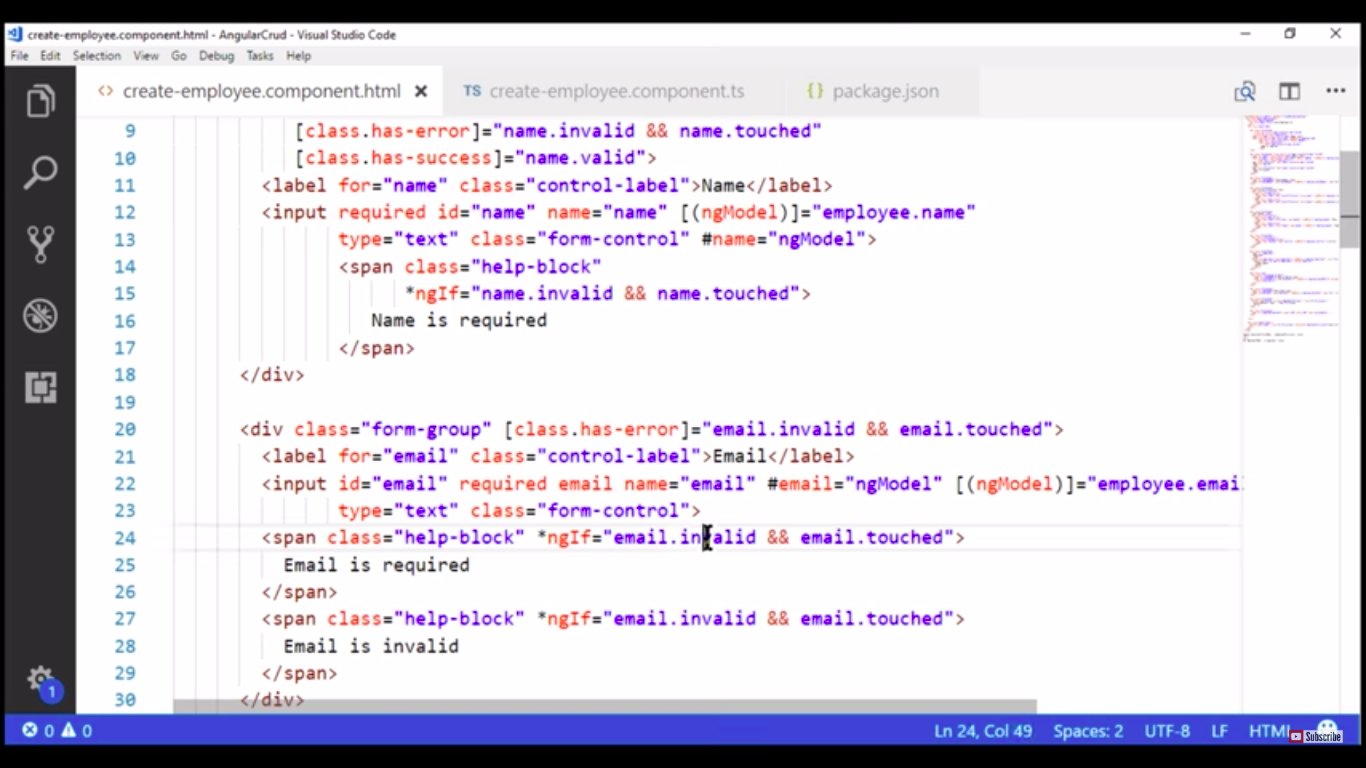 create-employee.component.html - AngularCrud - Visual Studio Code
File Edit Selection View Go Debug Tasks Help
<> create-employee.component.html × TS create-employee.component.ts {} package.json
9 [class.has-error]="name.invalid && name.touched"
10 [class.has-success]="name.valid">
11 <label for="name" class="control-label">Name</label>
12 <input required id="name" name="name" [(ngModel)]="employee.name"
13 type="text" class="form-control" #name="ngModel">
14 <span class="help-block"
15 *ngIf="name.invalid && name.touched">
16 Name is required
17 </span>
18 </div>
19
20 <div class="form-group" [class.has-error]="email.invalid && email.touched">
21 <label for="email" class="control-label">Email</label>
22 <input id="email" required email name="email" #email="ngModel" [(ngModel)]="employee.emai
23 type="text" class="form-control">
24 <span class="help-block" *ngIf="email.invalid && email.touched">
25 Email is required
26 </span>
27 <span class="help-block" *ngIf="email.invalid && email.touched">
28 Email is invalid
29 </span>
30 </div>
1
0 0 Ln 24, Col 49 Spaces: 2 UTF-8 LF HTML
Subscribe